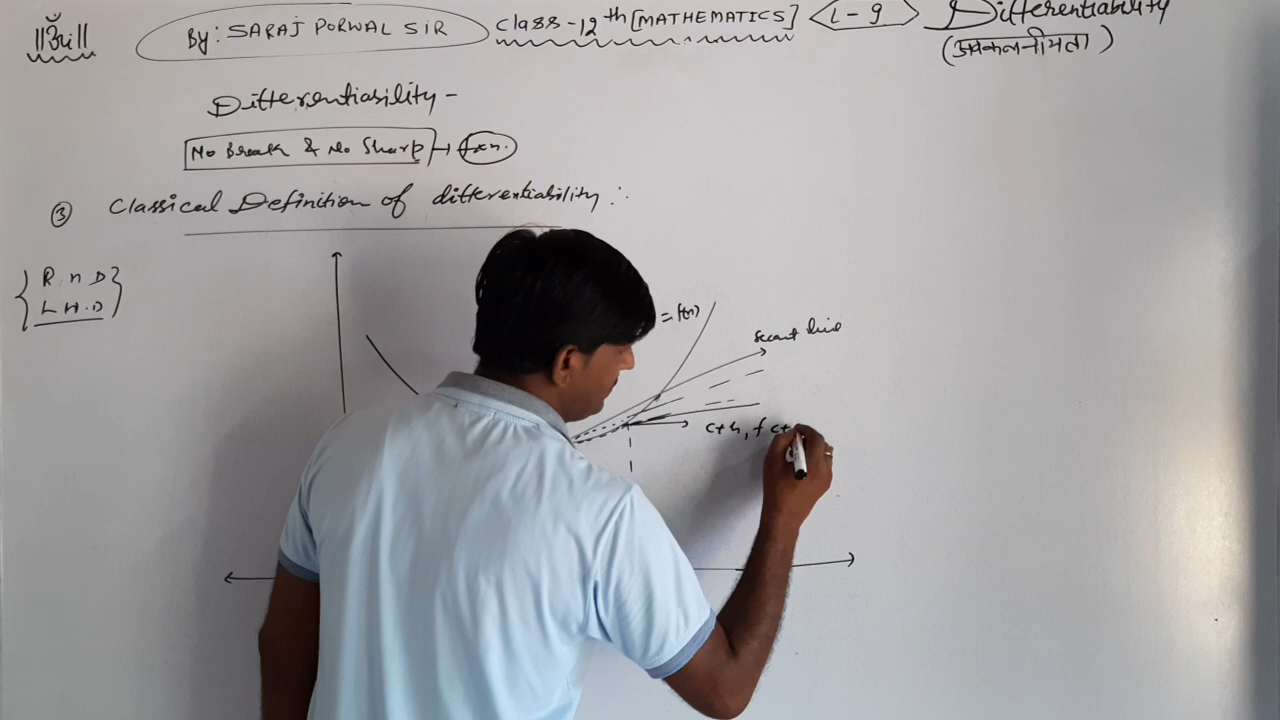 ||ॐ||
By: SARAJ PORWAL SIR
Class-12th [MATHEMATICS]
L-9
Differentiability
(अवकलनीयता)
Differentiability -
No Break & No Sharp → fxn.
③ Classical Definition of differentiability :
R.H.D
L.H.D
= f(x)
secant line
c+h, f c+